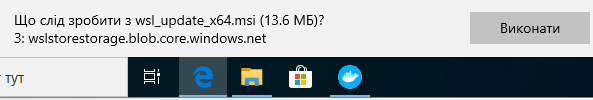 Що слід зробити з wsl_update_x64.msi (13.6 МБ)?
З: wslstorestorage.blob.core.windows.net
Виконати
тут